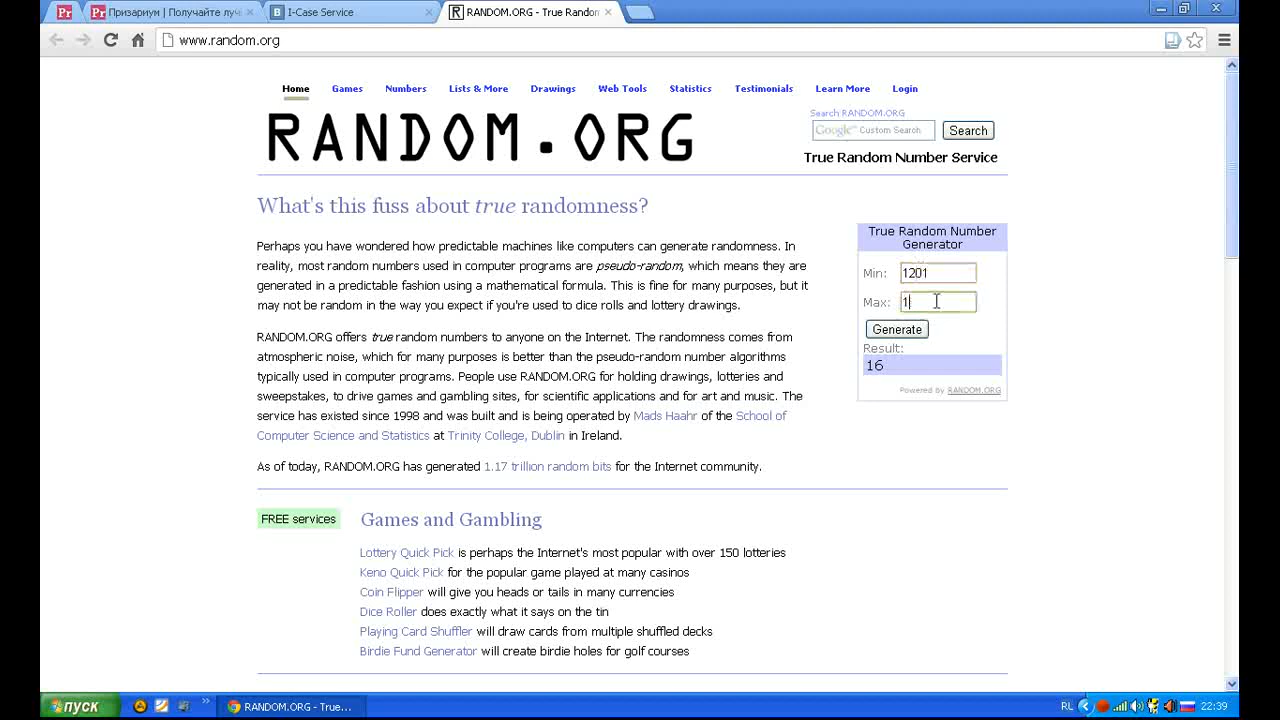 Призариум | Получайте луч
I-Case Service
RANDOM.ORG - True Random
www.random.org
Home Games Numbers Lists & More Drawings Web Tools Statistics Testimonials Learn More Login
RANDOM.ORG
Search RANDOM.ORG
Google™ Custom Search
Search
True Random Number Service
What's this fuss about true randomness?
Perhaps you have wondered how predictable machines like computers can generate randomness. In
reality, most random numbers used in computer programs are pseudo-random, which means they are
generated in a predictable fashion using a mathematical formula. This is fine for many purposes, but it
may not be random in the way you expect if you're used to dice rolls and lottery drawings.
RANDOM.ORG offers true random numbers to anyone on the Internet. The randomness comes from
atmospheric noise, which for many purposes is better than the pseudo-random number algorithms
typically used in computer programs. People use RANDOM.ORG for holding drawings, lotteries and
sweepstakes, to drive games and gambling sites, for scientific applications and for art and music. The
service has existed since 1998 and was built and is being operated by Mads Haahr of the School of
Computer Science and Statistics at Trinity College, Dublin in Ireland.
As of today, RANDOM.ORG has generated 1.17 trillion random bits for the Internet community.
True Random Number
Generator
Min: 1201
Max: 1
Generate
Result:
16
Powered by RANDOM.ORG
FREE services
Games and Gambling
Lottery Quick Pick is perhaps the Internet's most popular with over 150 lotteries
Keno Quick Pick for the popular game played at many casinos
Coin Flipper will give you heads or tails in many currencies
Dice Roller does exactly what it says on the tin
Playing Card Shuffler will draw cards from multiple shuffled decks
Birdie Fund Generator will create birdie holes for golf courses
пуск
RANDOM.ORG - True...
RL
22:39